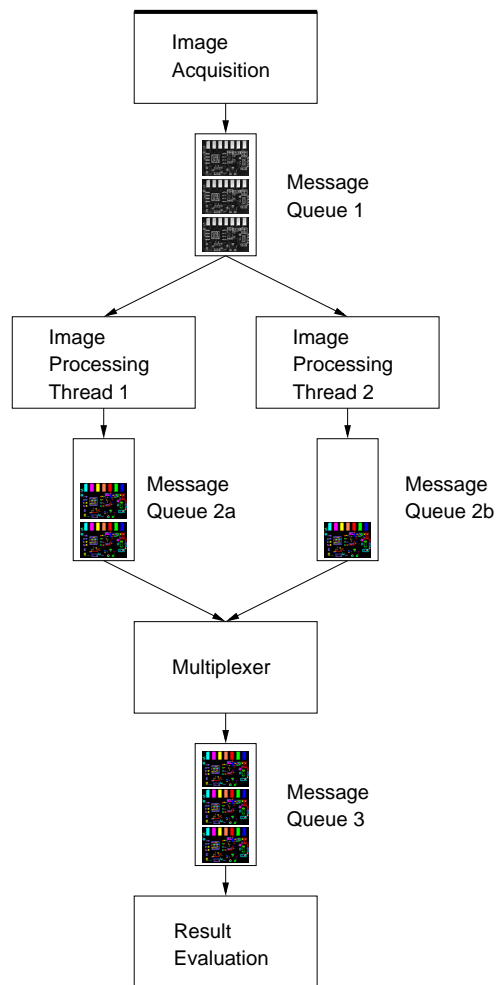 Image
Acquisition
Message
Queue 1
Image
Processing
Thread 1
Image
Processing
Thread 2
Message
Queue 2a
Message
Queue 2b
Multiplexer
Message
Queue 3
Result
Evaluation